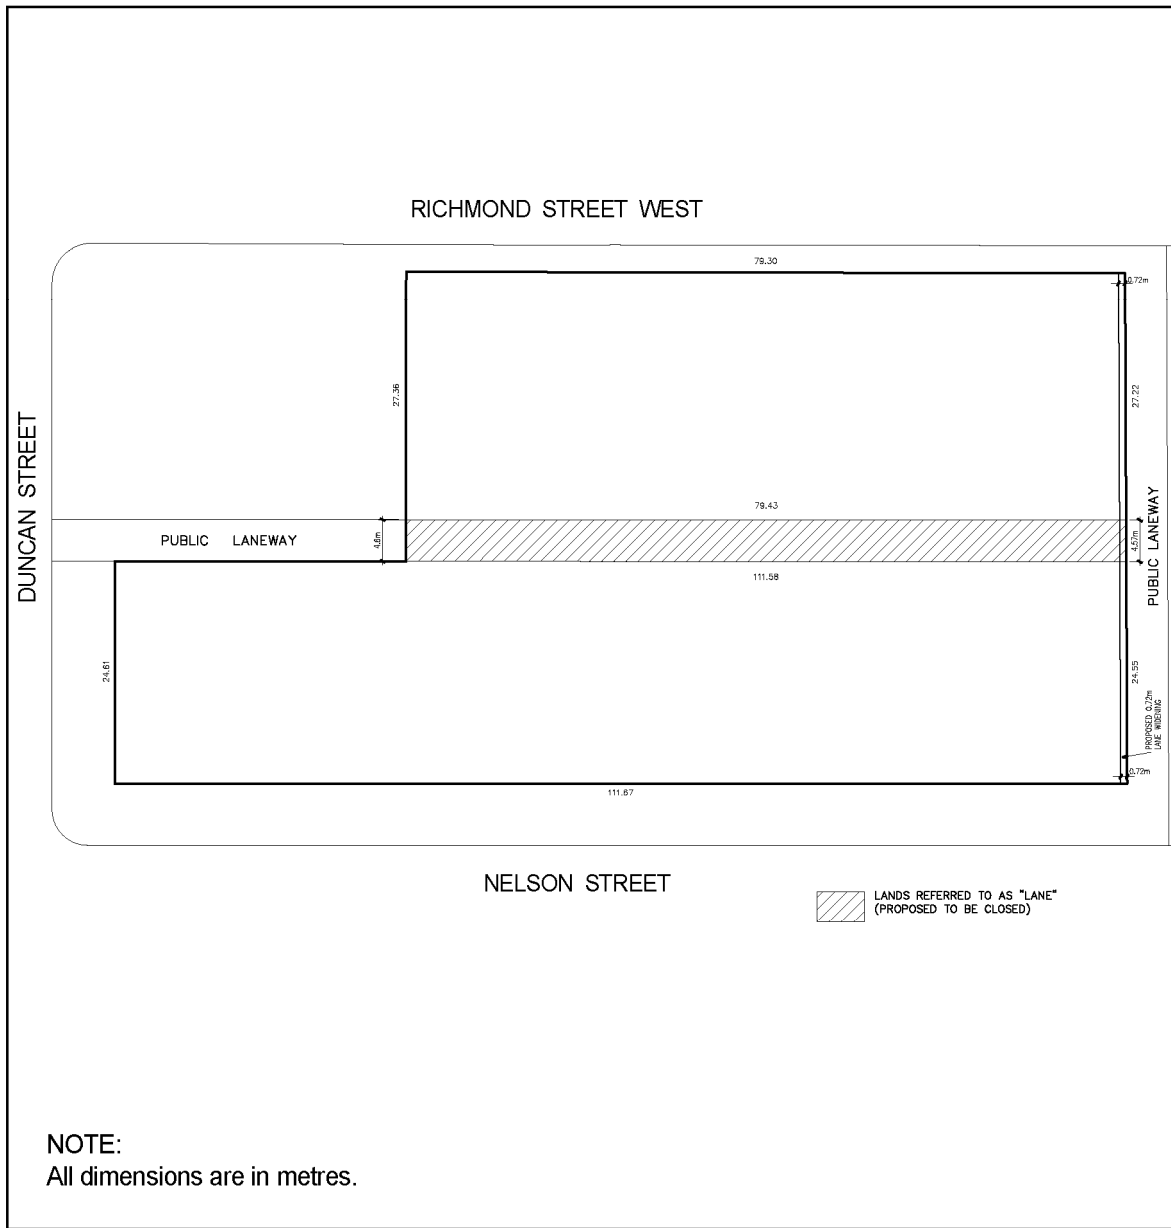 RICHMOND STREET WEST
79.30
0.72m
27.36
27.22
DUNCAN STREET
79.43
PUBLIC LANEWAY
4.6m
4.57m
PUBLIC LANEWAY
111.58
24.61
24.55
PROPOSED 0.72m
LANE WIDENING
0.72m
111.67
NELSON STREET
LANDS REFERRED TO AS "LANE"
(PROPOSED TO BE CLOSED)
NOTE:
All dimensions are in metres.